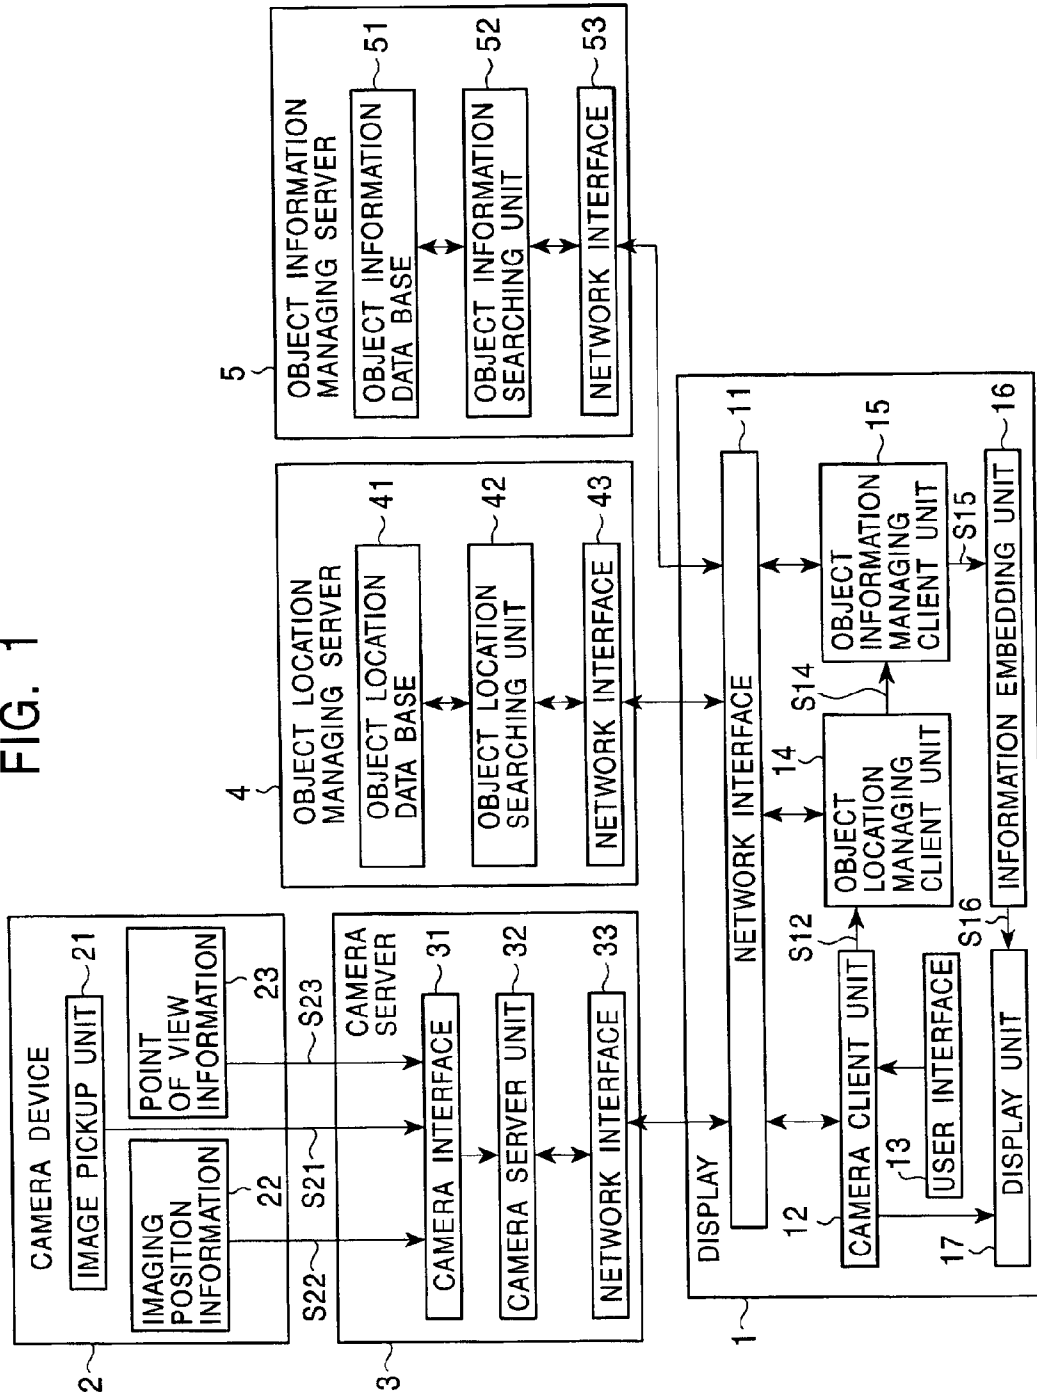 FIG. 1
2
CAMERA DEVICE
IMAGE PICKUP UNIT
21
IMAGING
POSITION
INFORMATION
22
POINT
OF VIEW
INFORMATION
23
S22
S21
S23
3
CAMERA
SERVER
CAMERA INTERFACE
31
CAMERA SERVER UNIT
32
NETWORK INTERFACE
33
4
OBJECT LOCATION
MANAGING SERVER
OBJECT LOCATION
DATA BASE
41
OBJECT LOCATION
SEARCHING UNIT
42
NETWORK INTERFACE
43
5
OBJECT INFORMATION
MANAGING SERVER
OBJECT INFORMATION
DATA BASE
51
OBJECT INFORMATION
SEARCHING UNIT
52
NETWORK INTERFACE
53
1
DISPLAY
NETWORK INTERFACE
11
12
CAMERA CLIENT UNIT
S12
13
USER INTERFACE
14
OBJECT
LOCATION
MANAGING
CLIENT UNIT
S14
OBJECT
INFORMATION
MANAGING
CLIENT UNIT
15
S15
17
DISPLAY UNIT
S16
INFORMATION EMBEDDING UNIT
16